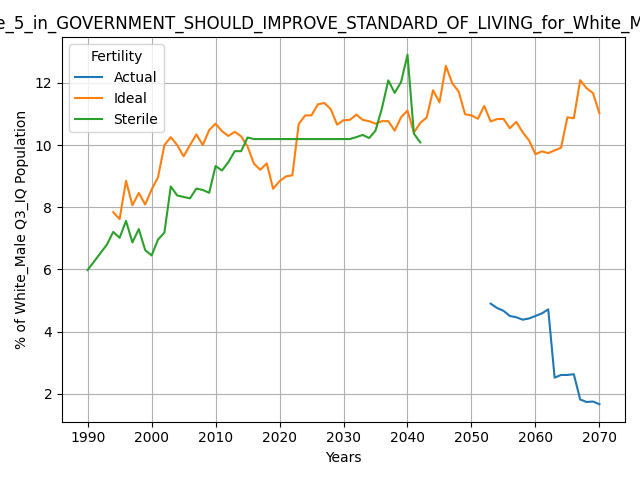 e_5_in_GOVERNMENT_SHOULD_IMPROVE_STANDARD_OF_LIVING_for_White_M
Fertility
Actual
Ideal
Sterile
% of White_Male Q3_IQ Population
12
10
8
6
4
2
1990 2000 2010 2020 2030 2040 2050 2060 2070
Years